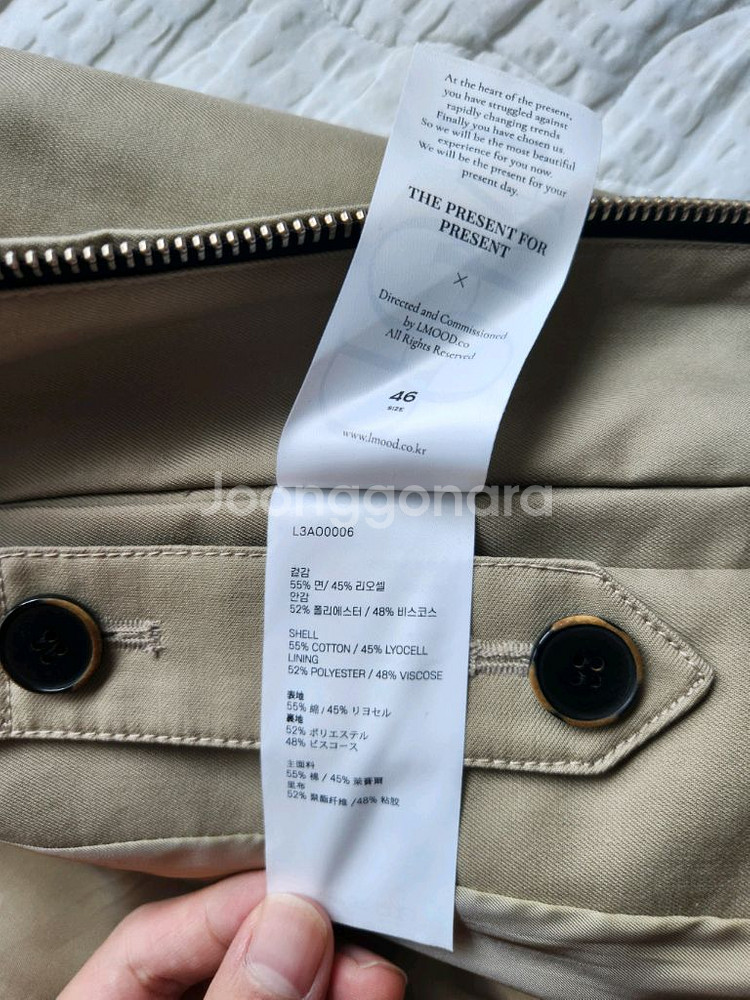 At the heart of the present,
you have struggled against
rapidly changing trends
Finally you have chosen us.
So we will be the most beautiful
experience for you now.
We will be the present for your
present day.
THE PRESENT FOR
PRESENT
×
Directed and Commissioned
by LMOOD.co
All Rights Reserved
46
SIZE
www.lmood.co.kr
Joonggonara
L3AO0006
겉감
55% 면/ 45% 리오셀
안감
52% 폴리에스터 / 48% 비스코스
SHELL
55% COTTON / 45% LYOCELL
LINING
52% POLYESTER / 48% VISCOSE
表地
55% 綿 / 45% リヨセル
裏地
52% ポリエステル
48% ビスコース
主面料
55% 棉 / 45% 萊賽爾
里布
52% 聚酯纤维 /48% 粘胶